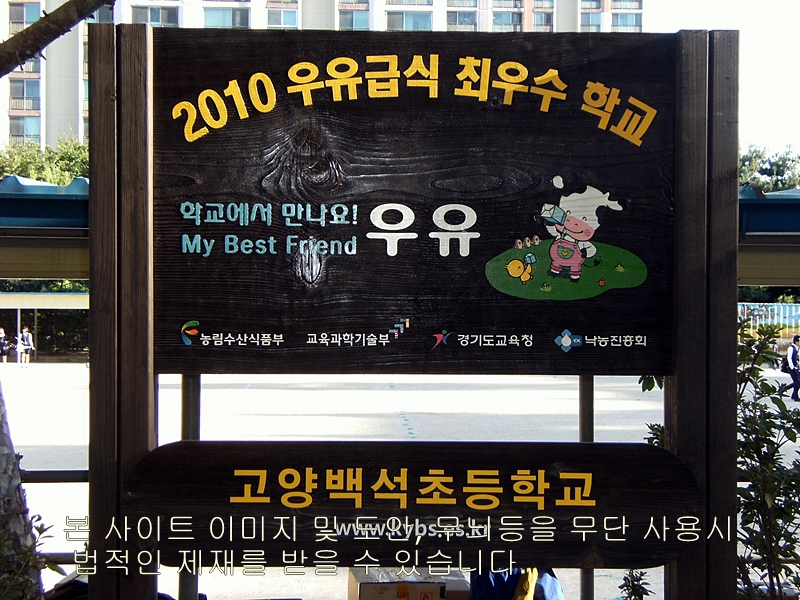 2010 우유급식 최우수 학교
학교에서 만나요!
My Best Friend
우유
농림수산식품부 교육과학기술부 경기도교육청 낙농진흥회
고양백석초등학교
본 사이트 이미지 및 도안, 무늬등을 무단 사용시
법적인 제재를 받을 수 있습니다.